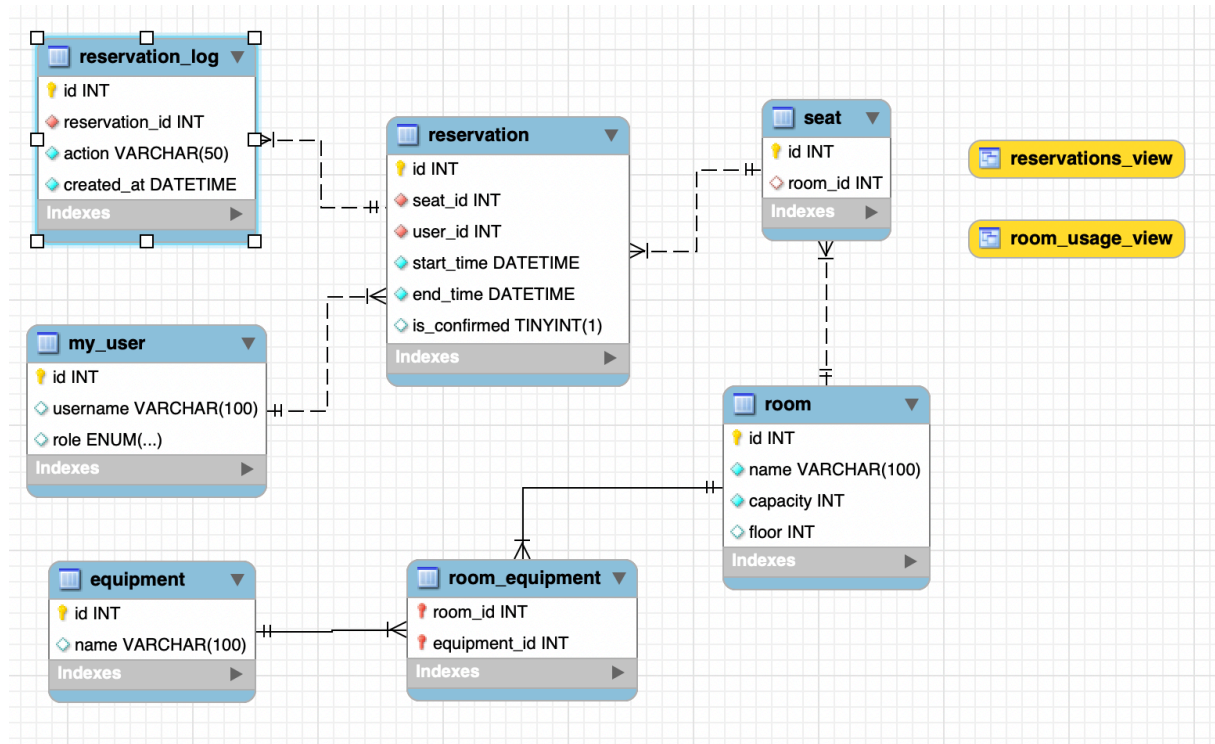 reservation_log
id INT
reservation_id INT
action VARCHAR(50)
created_at DATETIME
Indexes
reservation
id INT
seat_id INT
user_id INT
start_time DATETIME
end_time DATETIME
is_confirmed TINYINT(1)
Indexes
seat
id INT
room_id INT
Indexes
reservations_view
room_usage_view
my_user
id INT
username VARCHAR(100)
role ENUM(...)
Indexes
room
id INT
name VARCHAR(100)
capacity INT
floor INT
Indexes
equipment
id INT
name VARCHAR(100)
Indexes
room_equipment
room_id INT
equipment_id INT
Indexes